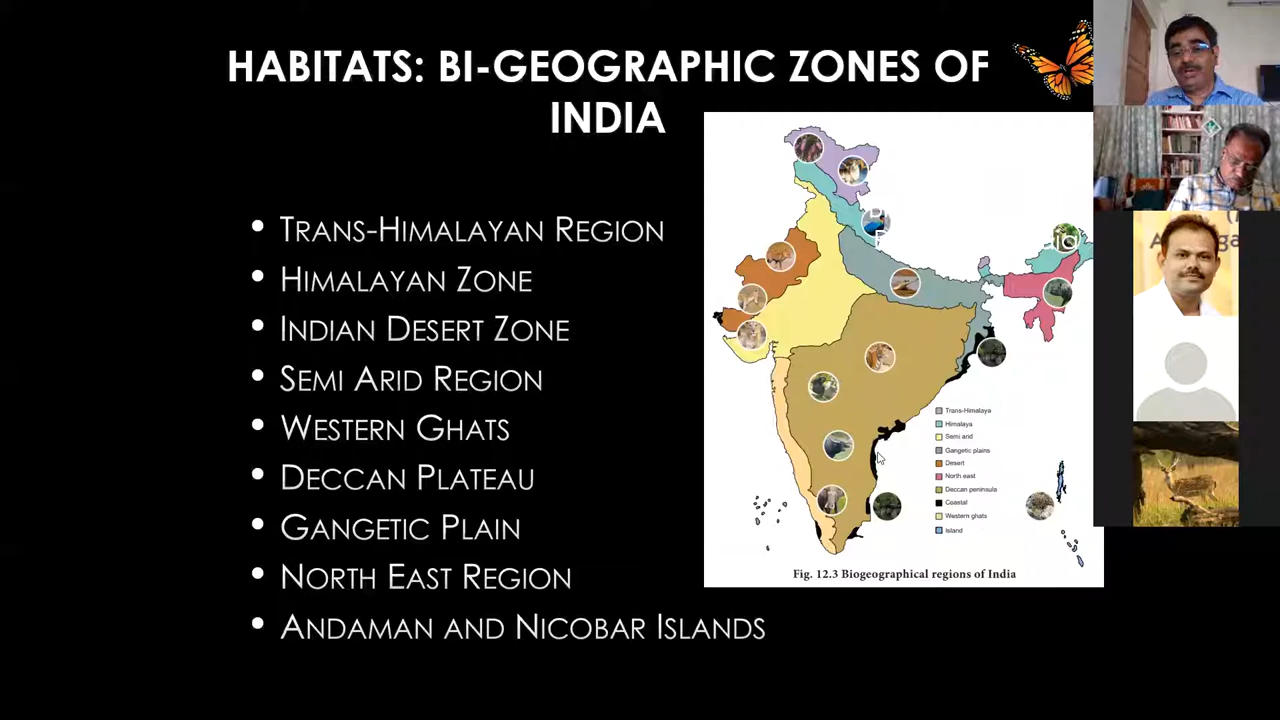 HABITATS: BI-GEOGRAPHIC ZONES OF
INDIA
• TRANS-HIMALAYAN REGION
• HIMALAYAN ZONE
• INDIAN DESERT ZONE
• SEMI ARID REGION
• WESTERN GHATS
• DECCAN PLATEAU
• GANGETIC PLAIN
• NORTH EAST REGION
• ANDAMAN AND NICOBAR ISLANDS
Trans-Himalaya
Himalaya
Semi arid
Gangetic plains
Desert
North east
Deccan peninsula
Coastal
Western ghats
Island
Fig. 12.3 Biogeographical regions of India